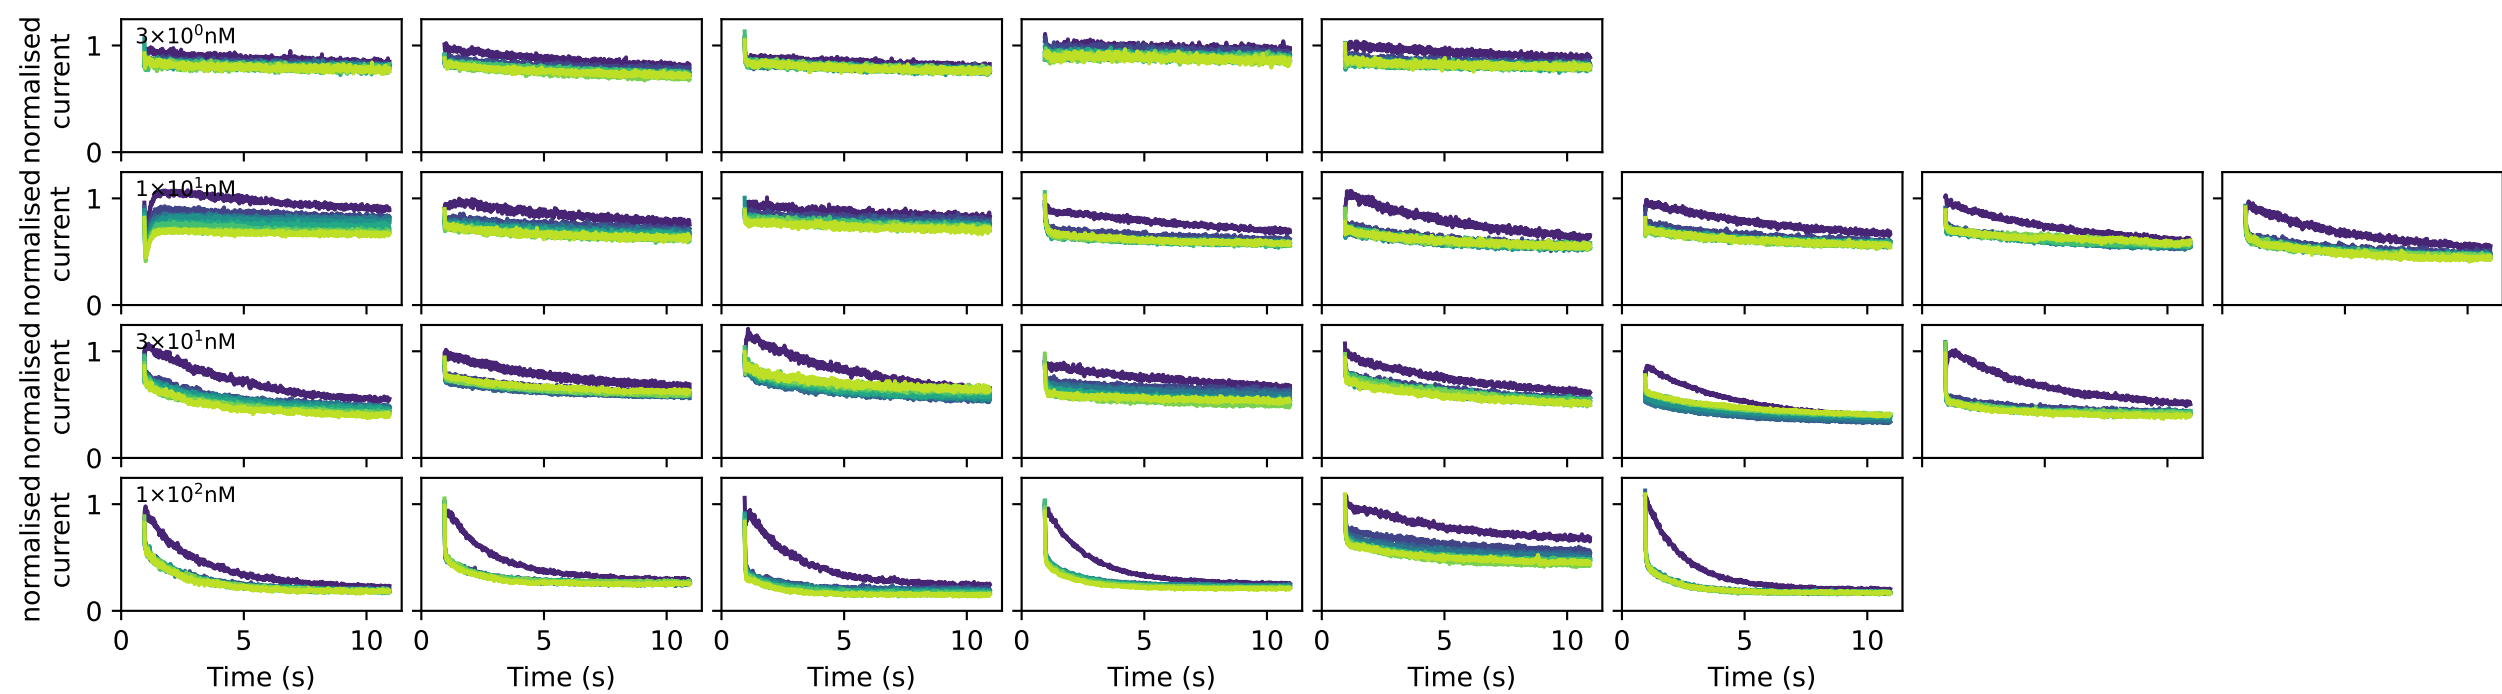 normalised
current
1
0
3×10⁰nM
normalised
current
1
0
1×10¹nM
normalised
current
1
0
3×10¹nM
normalised
current
1
0
1×10²nM
0 5 10 0 5 10 0 5 10 0 5 10 0 5 10 0 5 10
Time (s) Time (s) Time (s) Time (s) Time (s) Time (s)